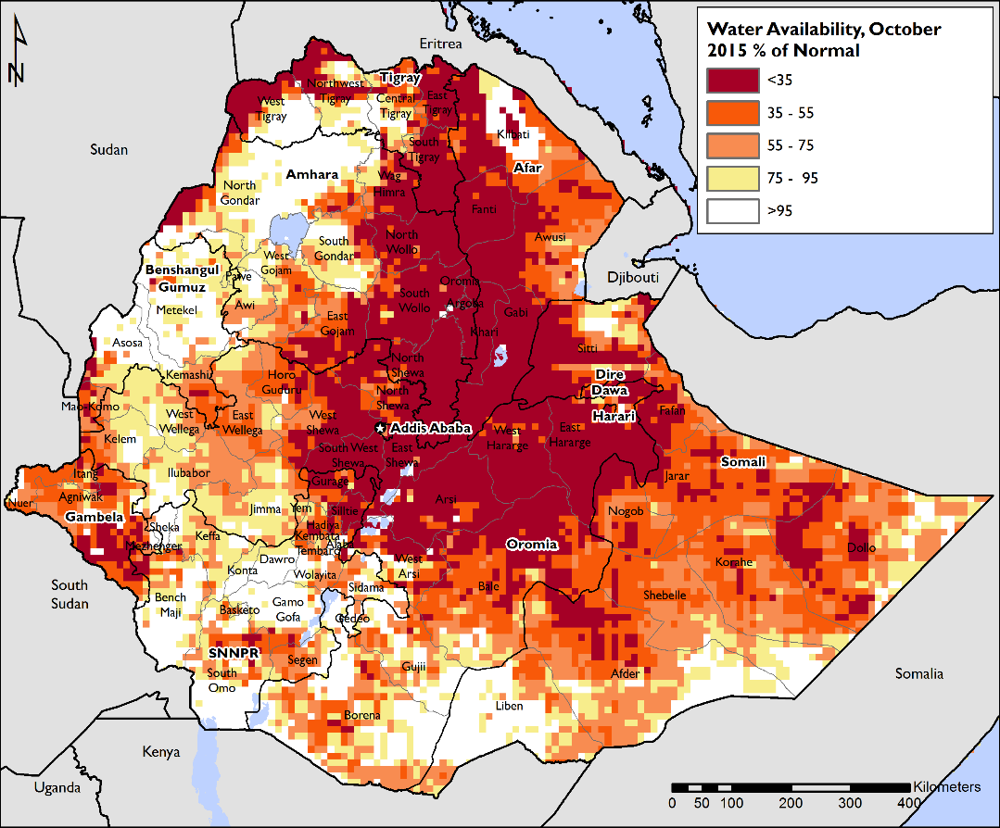 Water Availability, October
2015 % of Normal
<35
35 - 55
55 - 75
75 - 95
>95
N
Eritrea
Tigray
Northwest
Tigray
West
Tigray
Central
Tigray
East
Tigray
Kilbati
South
Tigray
Sudan
Afar
Amhara
Wag
Himra
North
Gondar
Fanti
North
Wollo
Awusi
South
Gondar
West
Gojam
Benshangul
Gumuz
Pawe
Djibouti
Oromia
South
Wollo
Argoba
Metekel
Awi
Gabi
East
Gojam
Khari
Asosa
Sitti
North
Shewa
Kemashi
Horo
Guduru
Dire
Dawa
North
Shewa
Mao Komo
West
Wellega
East
Wellega
West
Shewa
Harari
Fafan
Addis Ababa
Kelem
West
Hararge
East
Hararge
South West
Shewa
East
Shewa
Somali
Itang
Ilubabor
Gurage
Jarar
Nuer
Agniwak
Arsi
Jimma
Yem
Siltie
Nogob
Gambela
Sheka
Hadiya
Keffa
Kembata
Tembaro
Alaba
Mezhenger
Oromia
Dollo
Dawro
West
Arsi
Korahe
Konta
Wolayita
South
Sudan
Sidama
Bale
Bench
Maji
Shebelle
Gamo
Gofa
Basketo
Gedeo
SNNPR
Segen
Gujii
South
Omo
Afder
Somalia
Liben
Borena
Kenya
Uganda
Kilometers
0 50 100 200 300 400